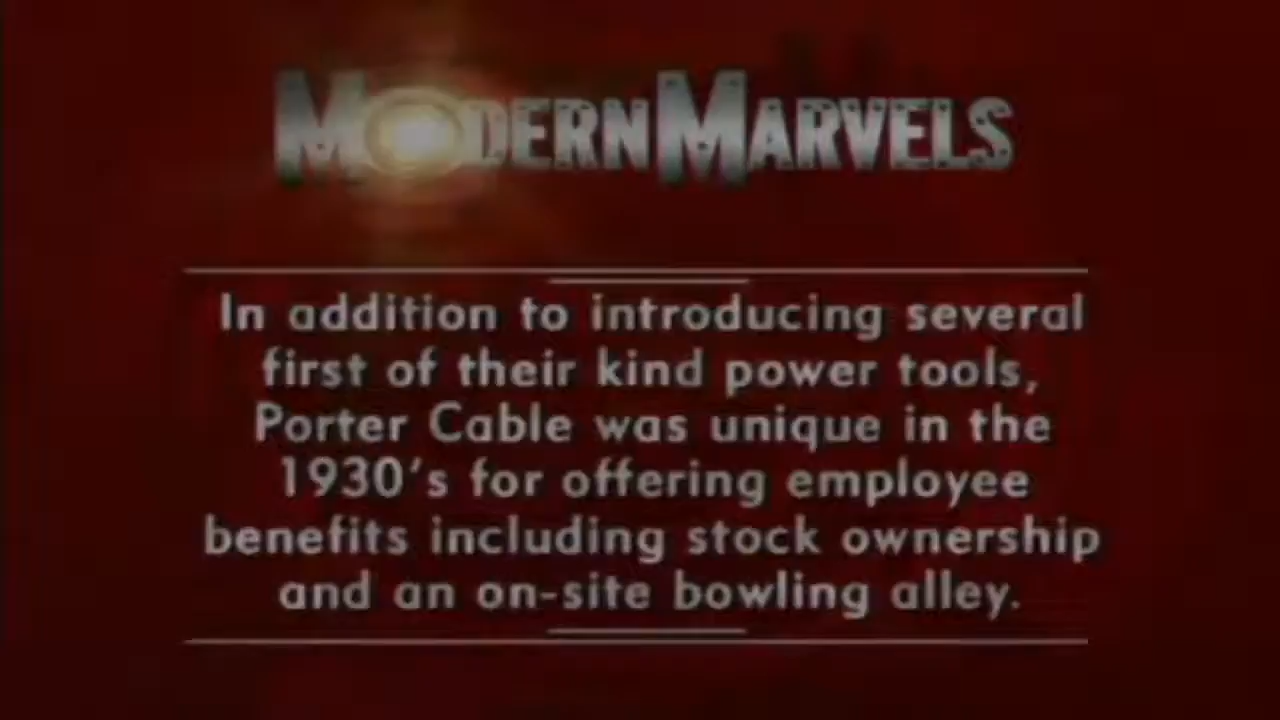 MODERN MARVELS
In addition to introducing several
first of their kind power tools,
Porter Cable was unique in the
1930's for offering employee
benefits including stock ownership
and an on-site bowling alley.